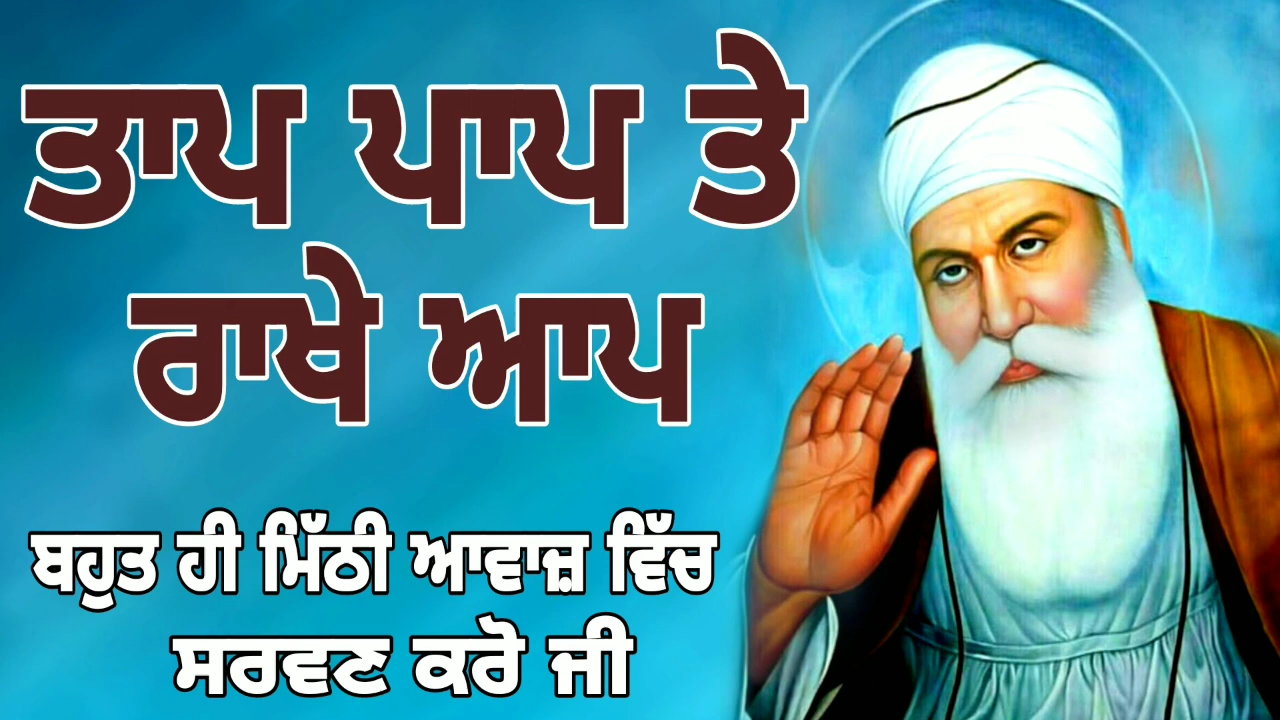 ਤਾਪ ਪਾਪ ਤੇ
ਰਾਖੇ ਆਪ
ਬਹੁਤ ਹੀ ਮਿੱਠੀ ਆਵਾਜ਼ ਵਿੱਚ
ਸਰਵਣ ਕਰੋ ਜੀ